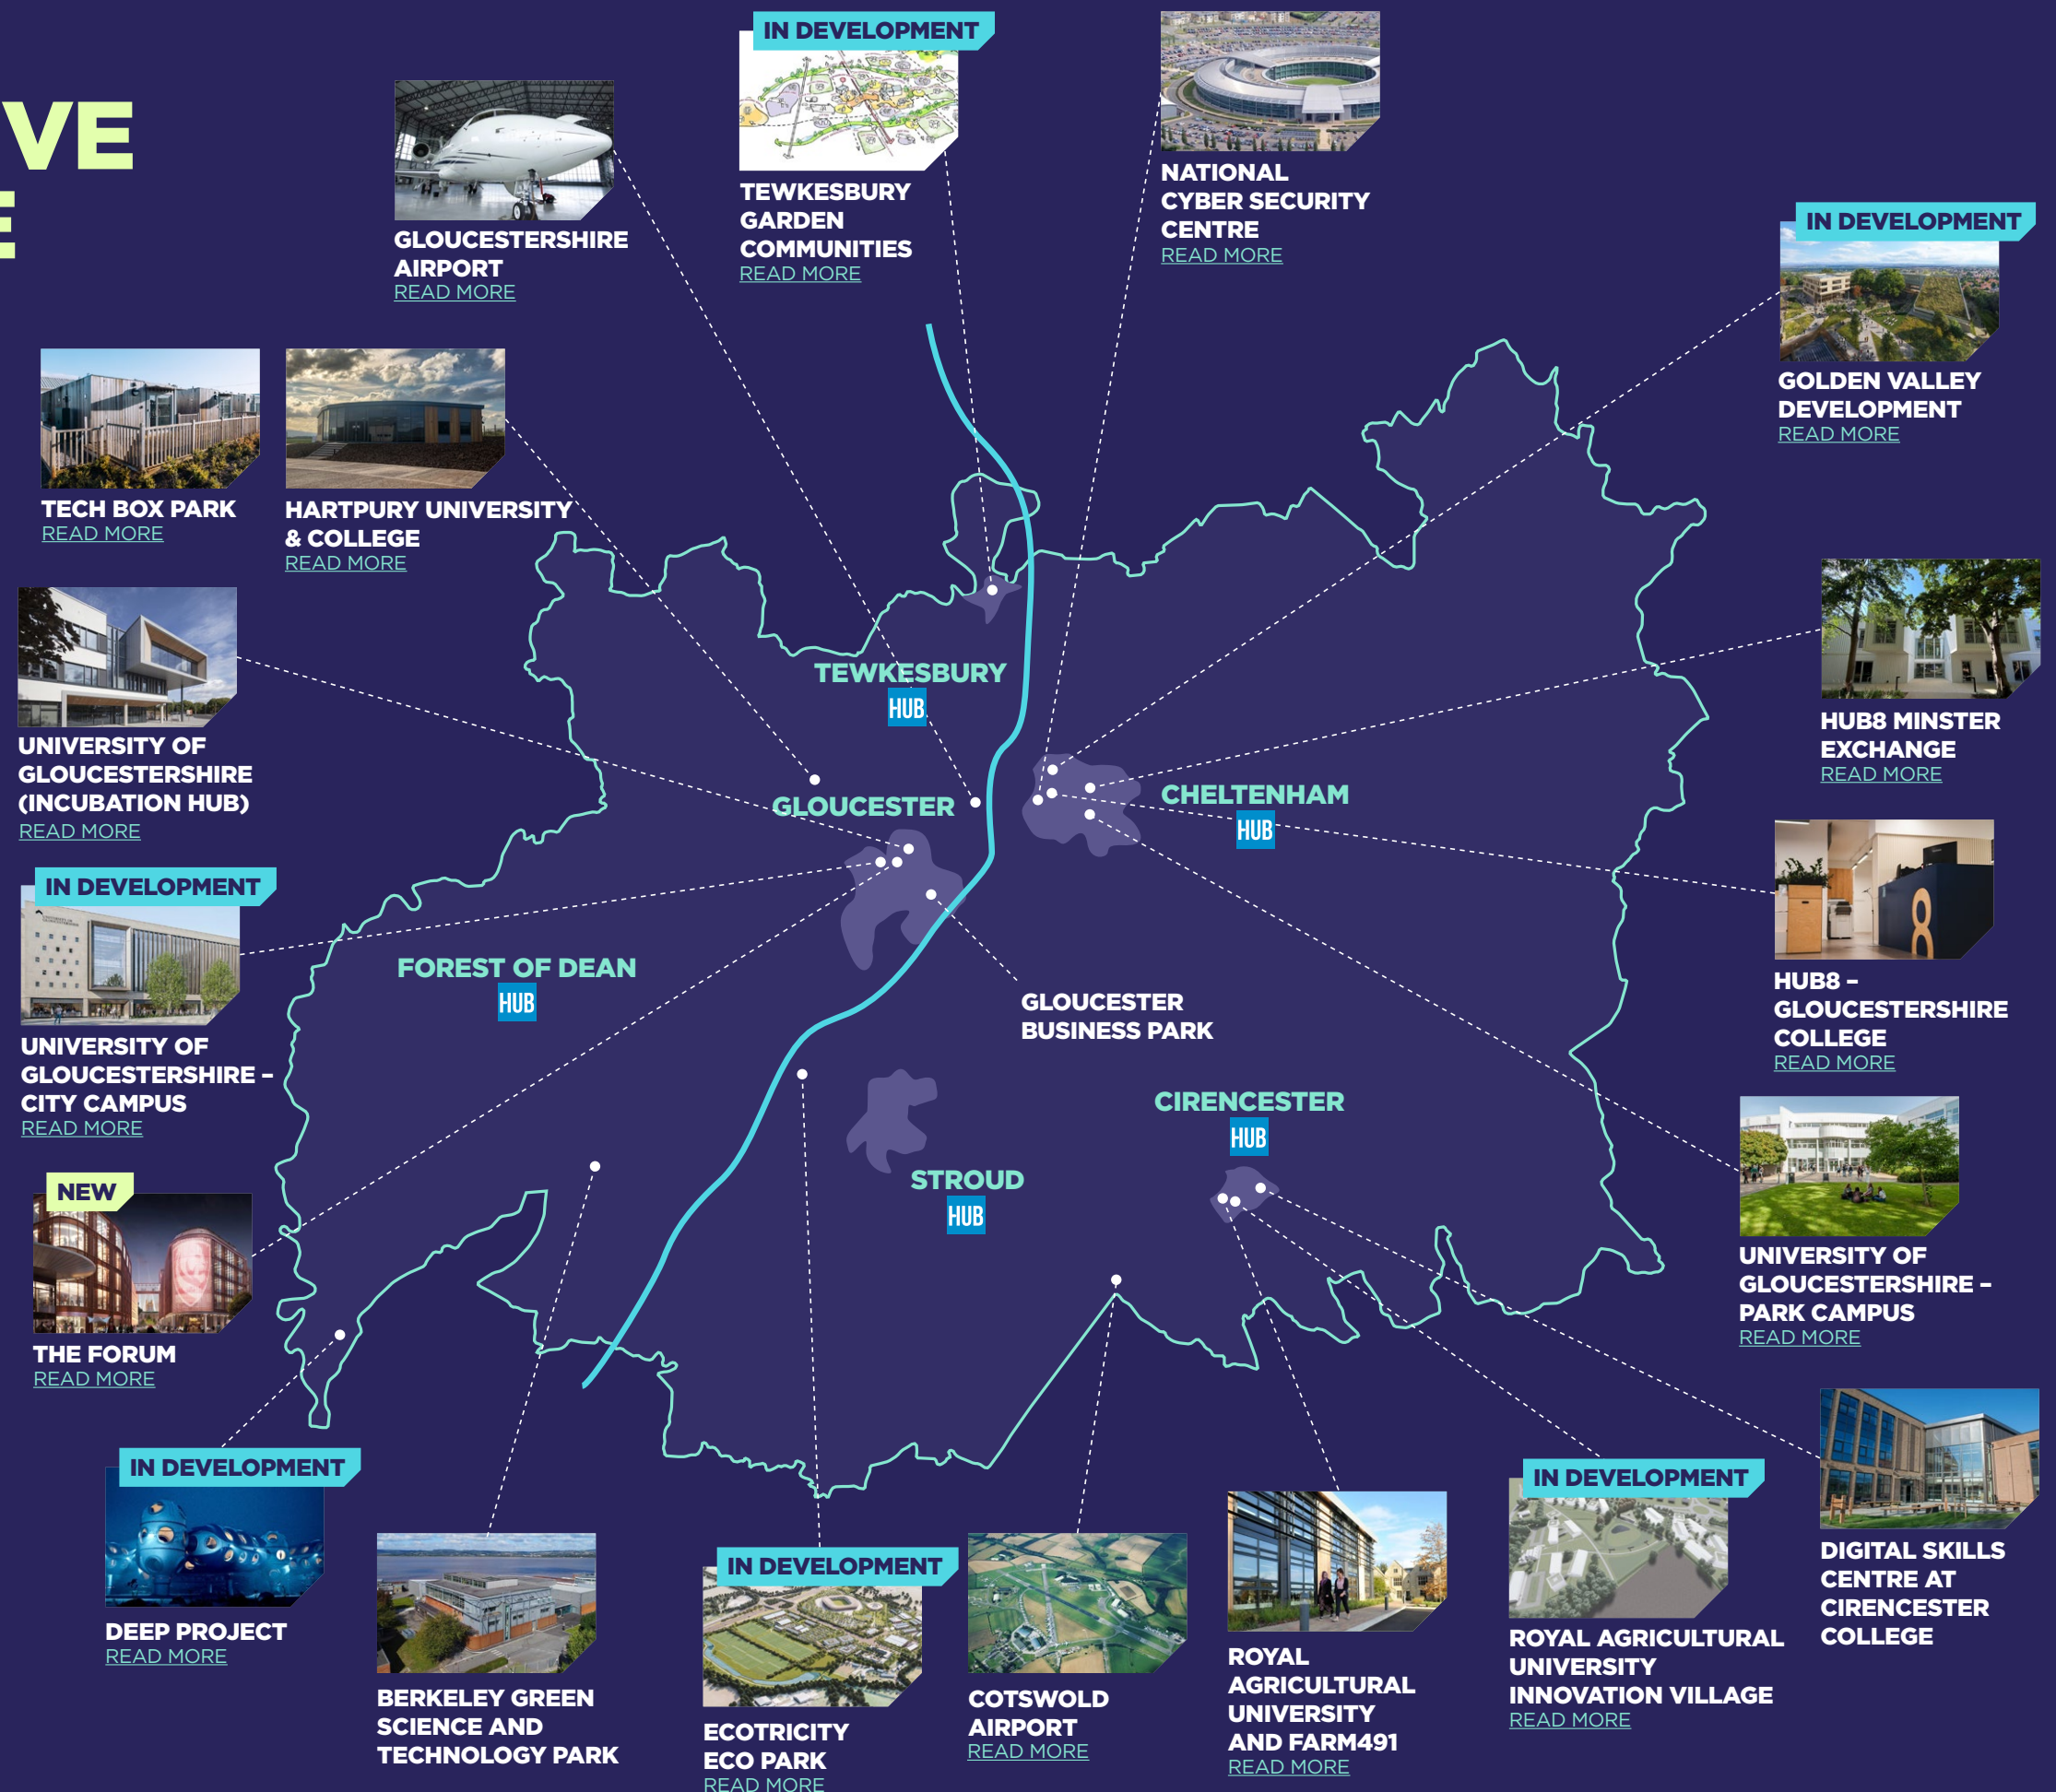 VE
E
IN DEVELOPMENT
GLOUCESTERSHIRE
AIRPORT
READ MORE
TEWKESBURY
GARDEN
COMMUNITIES
READ MORE
NATIONAL
CYBER SECURITY
CENTRE
READ MORE
IN DEVELOPMENT
GOLDEN VALLEY
DEVELOPMENT
READ MORE
TECH BOX PARK
READ MORE
HARTPURY UNIVERSITY
& COLLEGE
READ MORE
UNIVERSITY OF
GLOUCESTERSHIRE
(INCUBATION HUB)
READ MORE
TEWKESBURY
HUB
GLOUCESTER
CHELTENHAM
HUB
HUB8 MINSTER
EXCHANGE
READ MORE
IN DEVELOPMENT
UNIVERSITY OF
GLOUCESTERSHIRE –
CITY CAMPUS
READ MORE
FOREST OF DEAN
HUB
GLOUCESTER
BUSINESS PARK
8
HUB8 –
GLOUCESTERSHIRE
COLLEGE
READ MORE
CIRENCESTER
HUB
STROUD
HUB
NEW
THE FORUM
READ MORE
UNIVERSITY OF
GLOUCESTERSHIRE –
PARK CAMPUS
READ MORE
IN DEVELOPMENT
DEEP PROJECT
READ MORE
BERKELEY GREEN
SCIENCE AND
TECHNOLOGY PARK
IN DEVELOPMENT
ECOTRICITY
ECO PARK
READ MORE
COTSWOLD
AIRPORT
READ MORE
ROYAL
AGRICULTURAL
UNIVERSITY
AND FARM491
READ MORE
IN DEVELOPMENT
ROYAL AGRICULTURAL
UNIVERSITY
INNOVATION VILLAGE
READ MORE
DIGITAL SKILLS
CENTRE AT
CIRENCESTER
COLLEGE